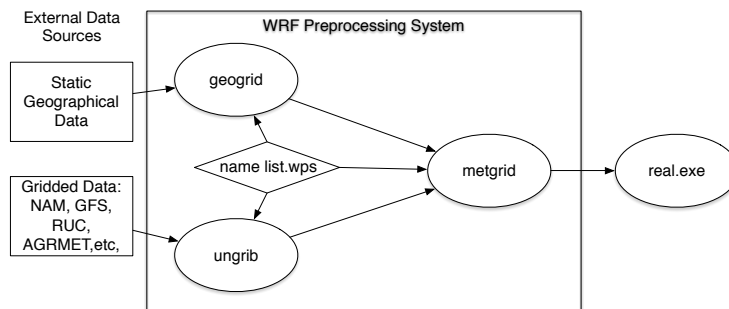 External Data
Sources
WRF Preprocessing System
Static
Geographical
Data
geogrid
name list.wps
metgrid
real.exe
Gridded Data:
NAM, GFS,
RUC,
AGRMET,etc,
ungrib